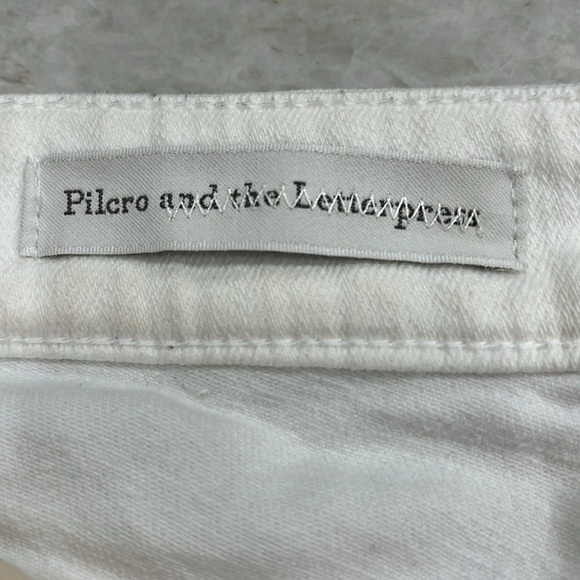 Pilcro and the Letterpress